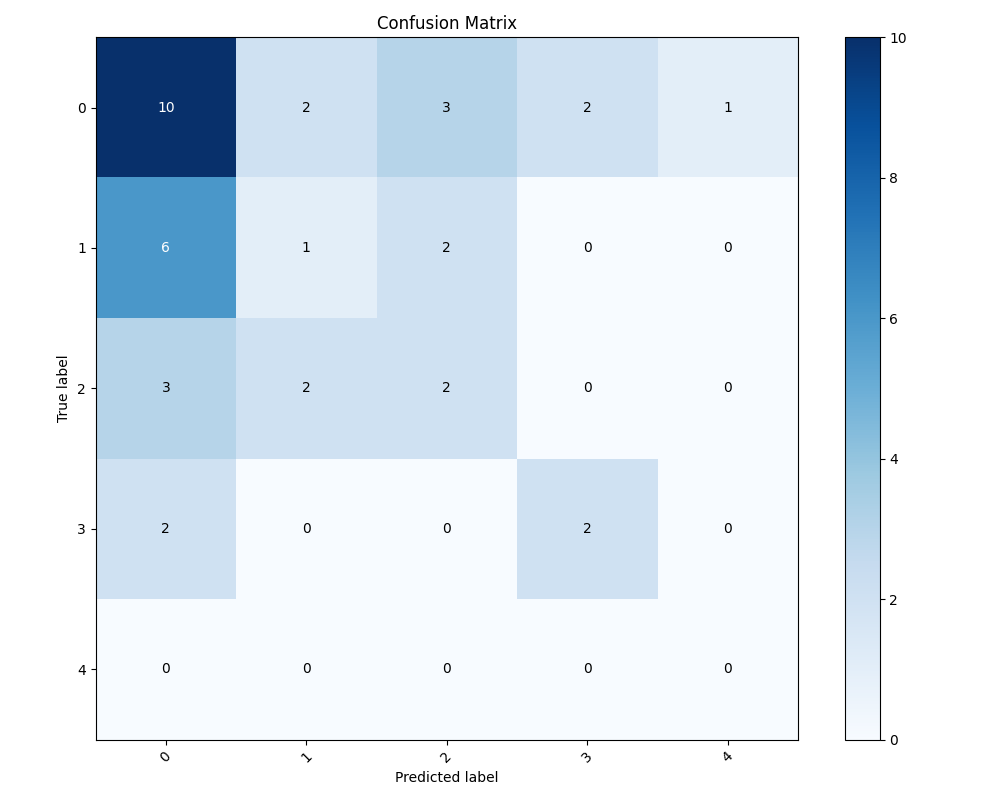 Confusion Matrix
10
0 10 2 3 2 1
8
1 6 1 2 0 0
6
True label
2 3 2 2 0 0
4
3 2 0 0 2 0
2
4 0 0 0 0 0
0
0 1 2 3 4
Predicted label